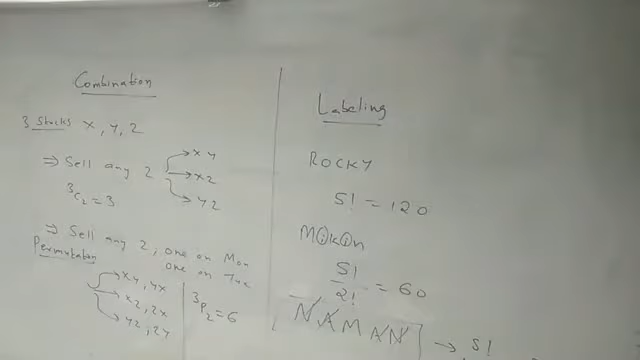 Combination
3 Stocks X, Y, Z
⇒ Sell any 2 → XY
→ XZ
→ YZ
³C₂ = 3
⇒ Sell any 2, one on Mon
one on Tue
Permutation
→ XY, YX
→ XZ, ZX
→ YZ, ZY
³P₂ = 6
Labeling
ROCKY
5! = 120
MOKON
5!/2! = 60
NAMAN → 5!